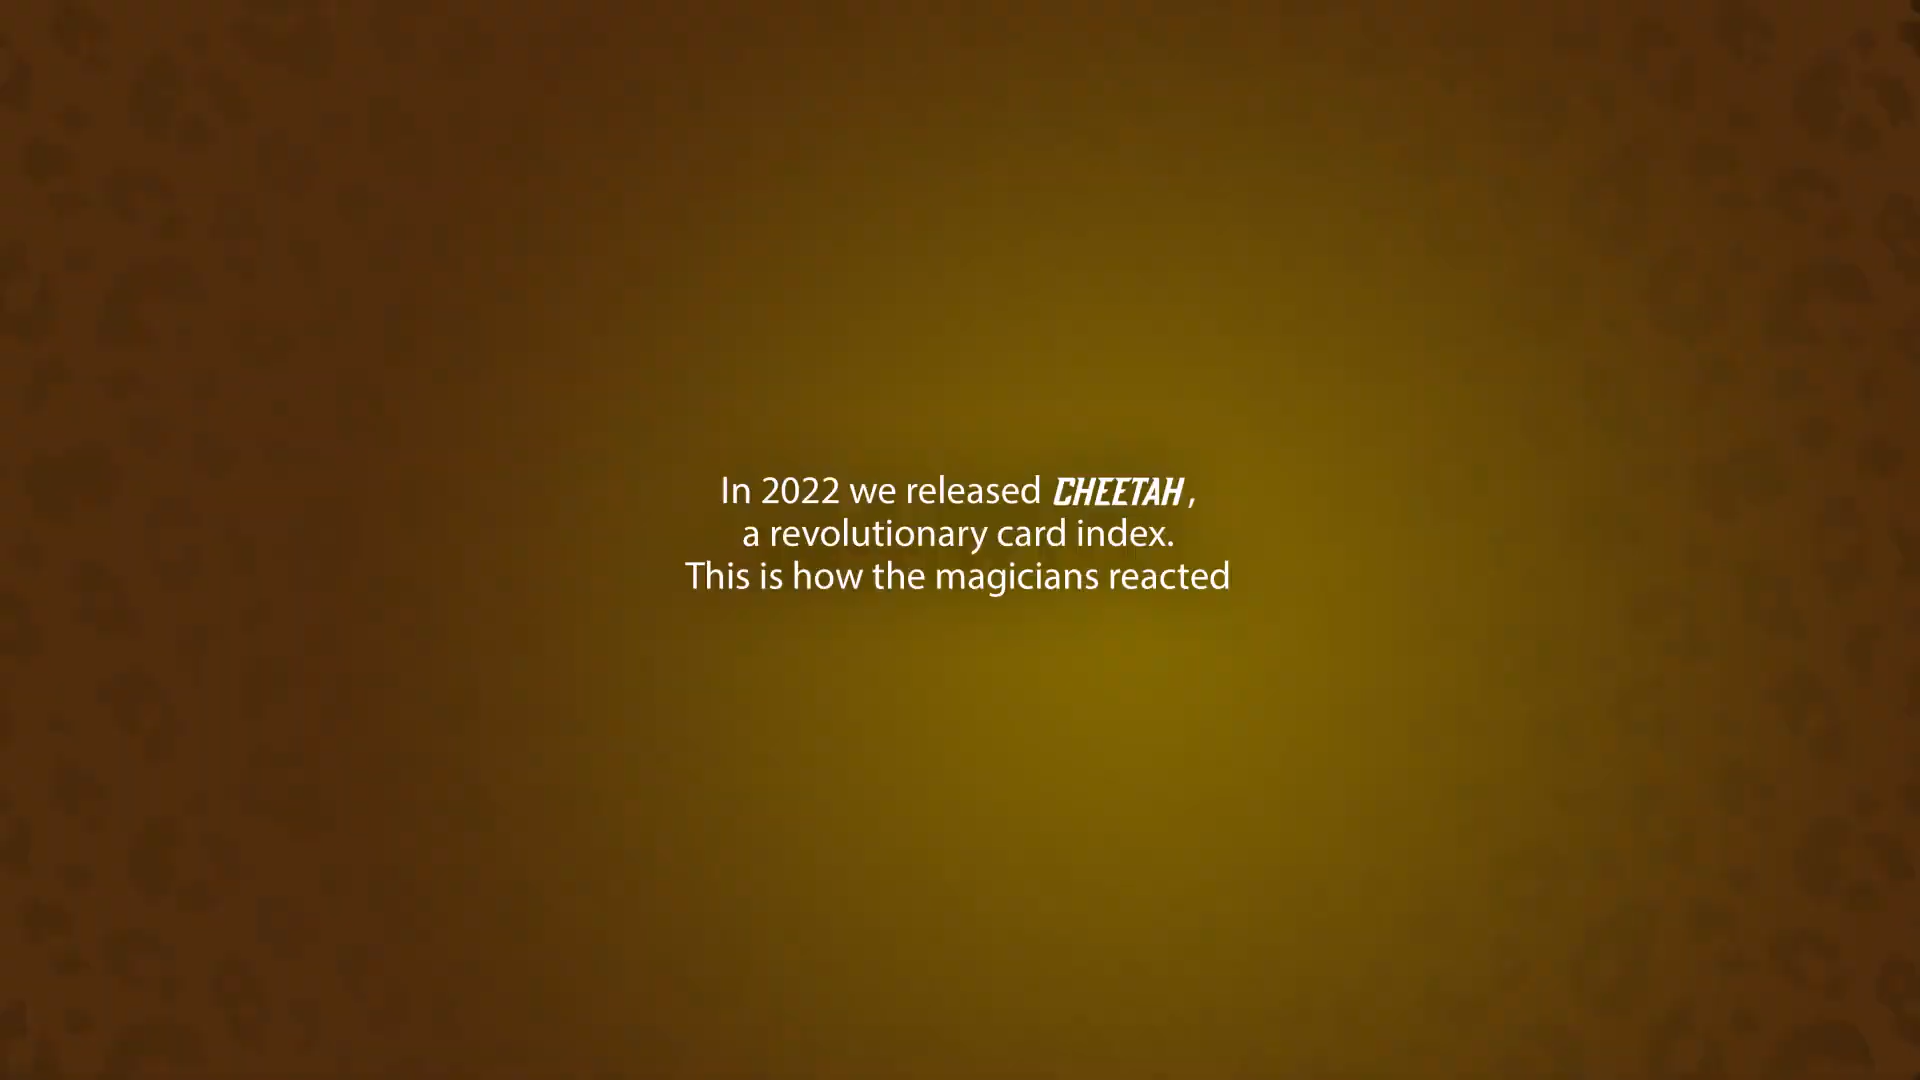 In 2022 we released CHEETAH,
a revolutionary card index.
This is how the magicians reacted